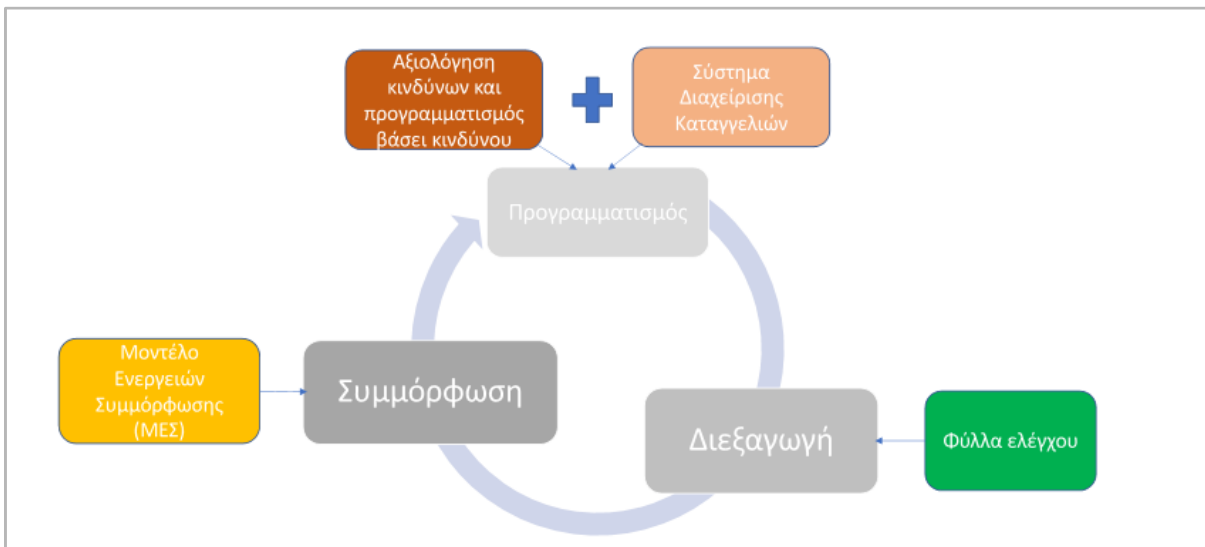 Αξιολόγηση
κινδύνων και
προγραμματισμός
βάσει κινδύνου
Σύστημα
Διαχείρισης
Καταγγελιών
Προγραμματισμός
Μοντέλο
Ενεργειών
Συμμόρφωσης
(ΜΕΣ)
Συμμόρφωση
Διεξαγωγή
Φύλλα ελέγχου